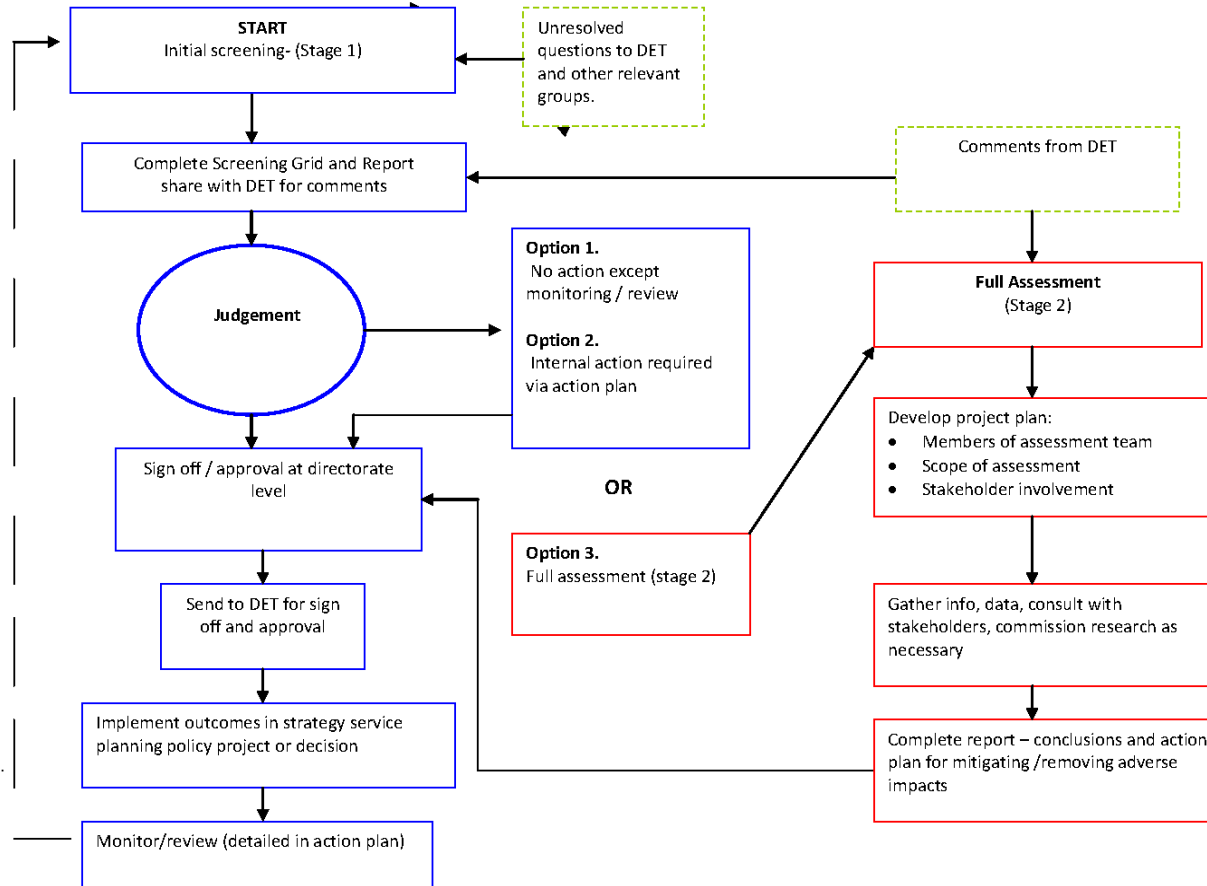 START
Initial screening- (Stage 1)
Unresolved
questions to DET
and other relevant
groups.
Complete Screening Grid and Report
share with DET for comments
Comments from DET
Judgement
Option 1.
No action except
monitoring / review
Option 2.
Internal action required
via action plan
Full Assessment
(Stage 2)
Develop project plan:
• Members of assessment team
• Scope of assessment
• Stakeholder involvement
Sign off / approval at directorate
level
OR
Option 3.
Full assessment (stage 2)
Send to DET for sign
off and approval
Gather info, data, consult with
stakeholders, commission research as
necessary
Implement outcomes in strategy service
planning policy project or decision
Complete report – conclusions and action
plan for mitigating /removing adverse
impacts
Monitor/review (detailed in action plan)